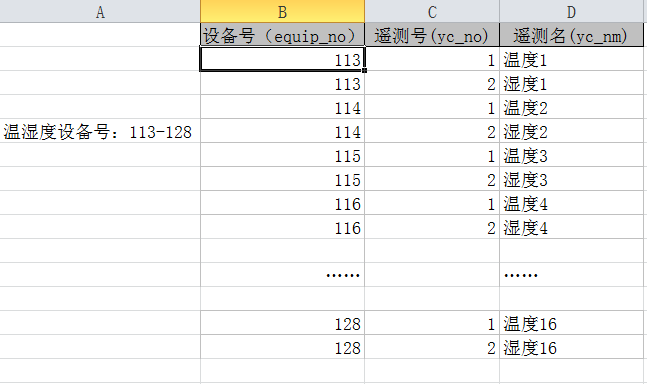 A B C D
设备号（equip_no） 遥测号(yc_no) 遥测名(yc_nm)
113 1 温度1
113 2 湿度1
114 1 温度2
温湿度设备号：113-128 114 2 湿度2
115 1 温度3
115 2 湿度3
116 1 温度4
116 2 湿度4
…… ……
128 1 温度16
128 2 湿度16